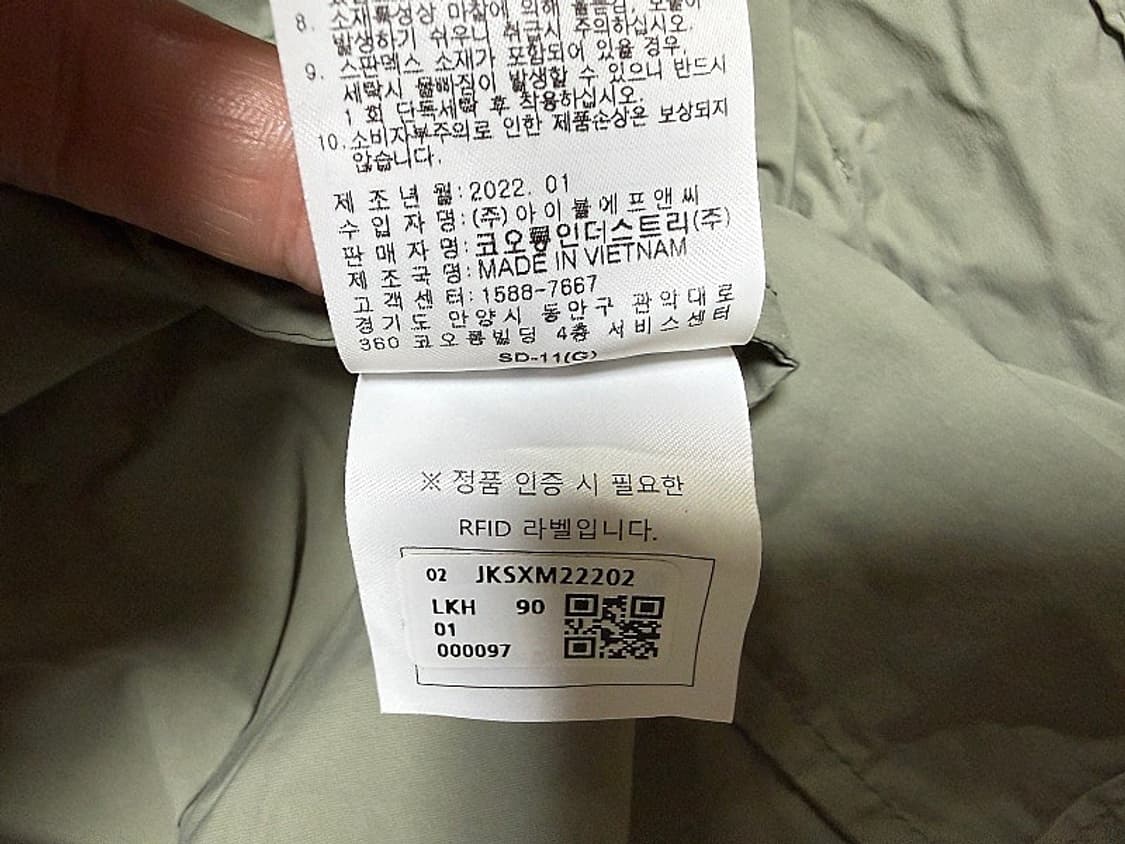 8. 소재특성상 마찰에 의해
발생하기 쉬우니 취급시 주의하십시오.
9. 스판덱스 소재가 포함되어 있을 경우,
세탁시 물빠짐이 발생할 수 있으니 반드시
1 회 단독세탁 후 착용하십시오.
10. 소비자부주의로 인한 제품손상은 보상되지
않습니다.
제 조 년 월: 2022. 01
수 입 자 명: (주) 아이블에프앤씨
판 매 자 명: 코오롱인더스트리(주)
제 조 국 명: MADE IN VIETNAM
고객센터: 1588-7667
경기도 안양시 동안구 관악대로
360 코오롱빌딩 4층 서비스센터
SD-11(G)
※ 정품 인증 시 필요한
RFID 라벨입니다.
02 JKSXM22202
LKH 90
01
000097